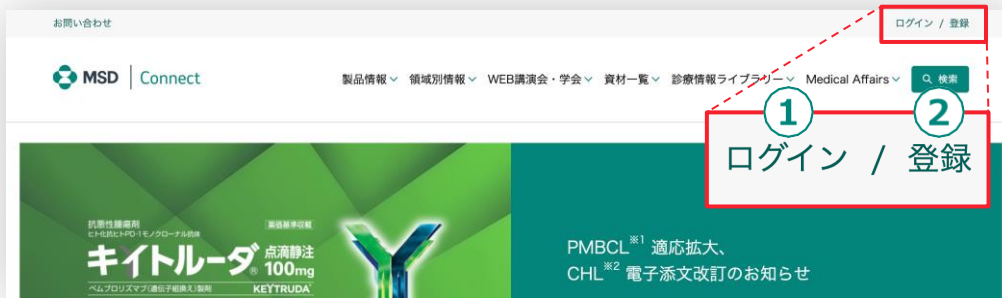 お問い合わせ
ログイン / 登録
MSD Connect
製品情報 領域別情報 WEB講演会・学会 資材一覧 診療情報ライブラリー Medical Affairs 検索
① ②
ログイン / 登録
抗悪性腫瘍剤
ヒト化抗ヒトPD-1モノクローナル抗体
薬価基準収載
キイトルーダ® 点滴静注 100mg
ペムブロリズマブ(遺伝子組換え)製剤 KEYTRUDA
PMBCL※1 適応拡大、
CHL※2 電子添文改訂のお知らせ